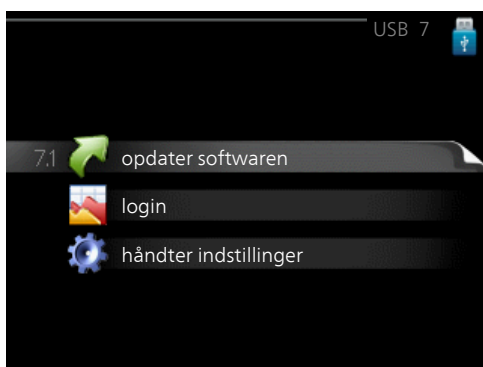 USB 7
7.1 opdater softwaren
login
håndter indstillinger